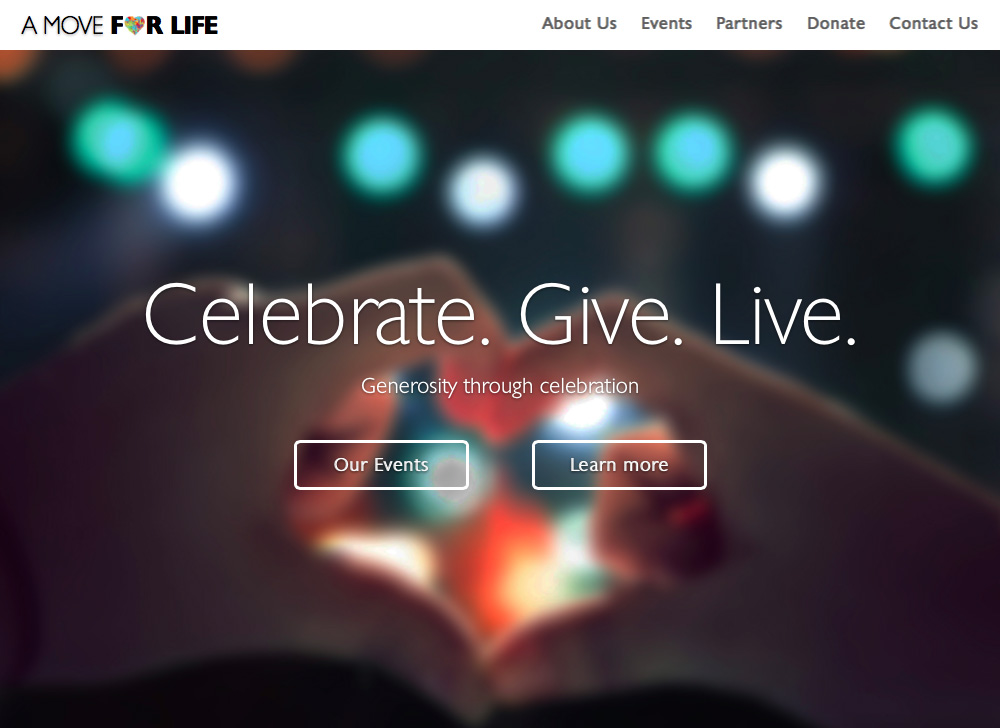 A MOVE FOR LIFE
About Us Events Partners Donate Contact Us
Celebrate. Give. Live.
Generosity through celebration
Our Events
Learn more